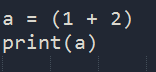 a = (1 + 2)
print(a)